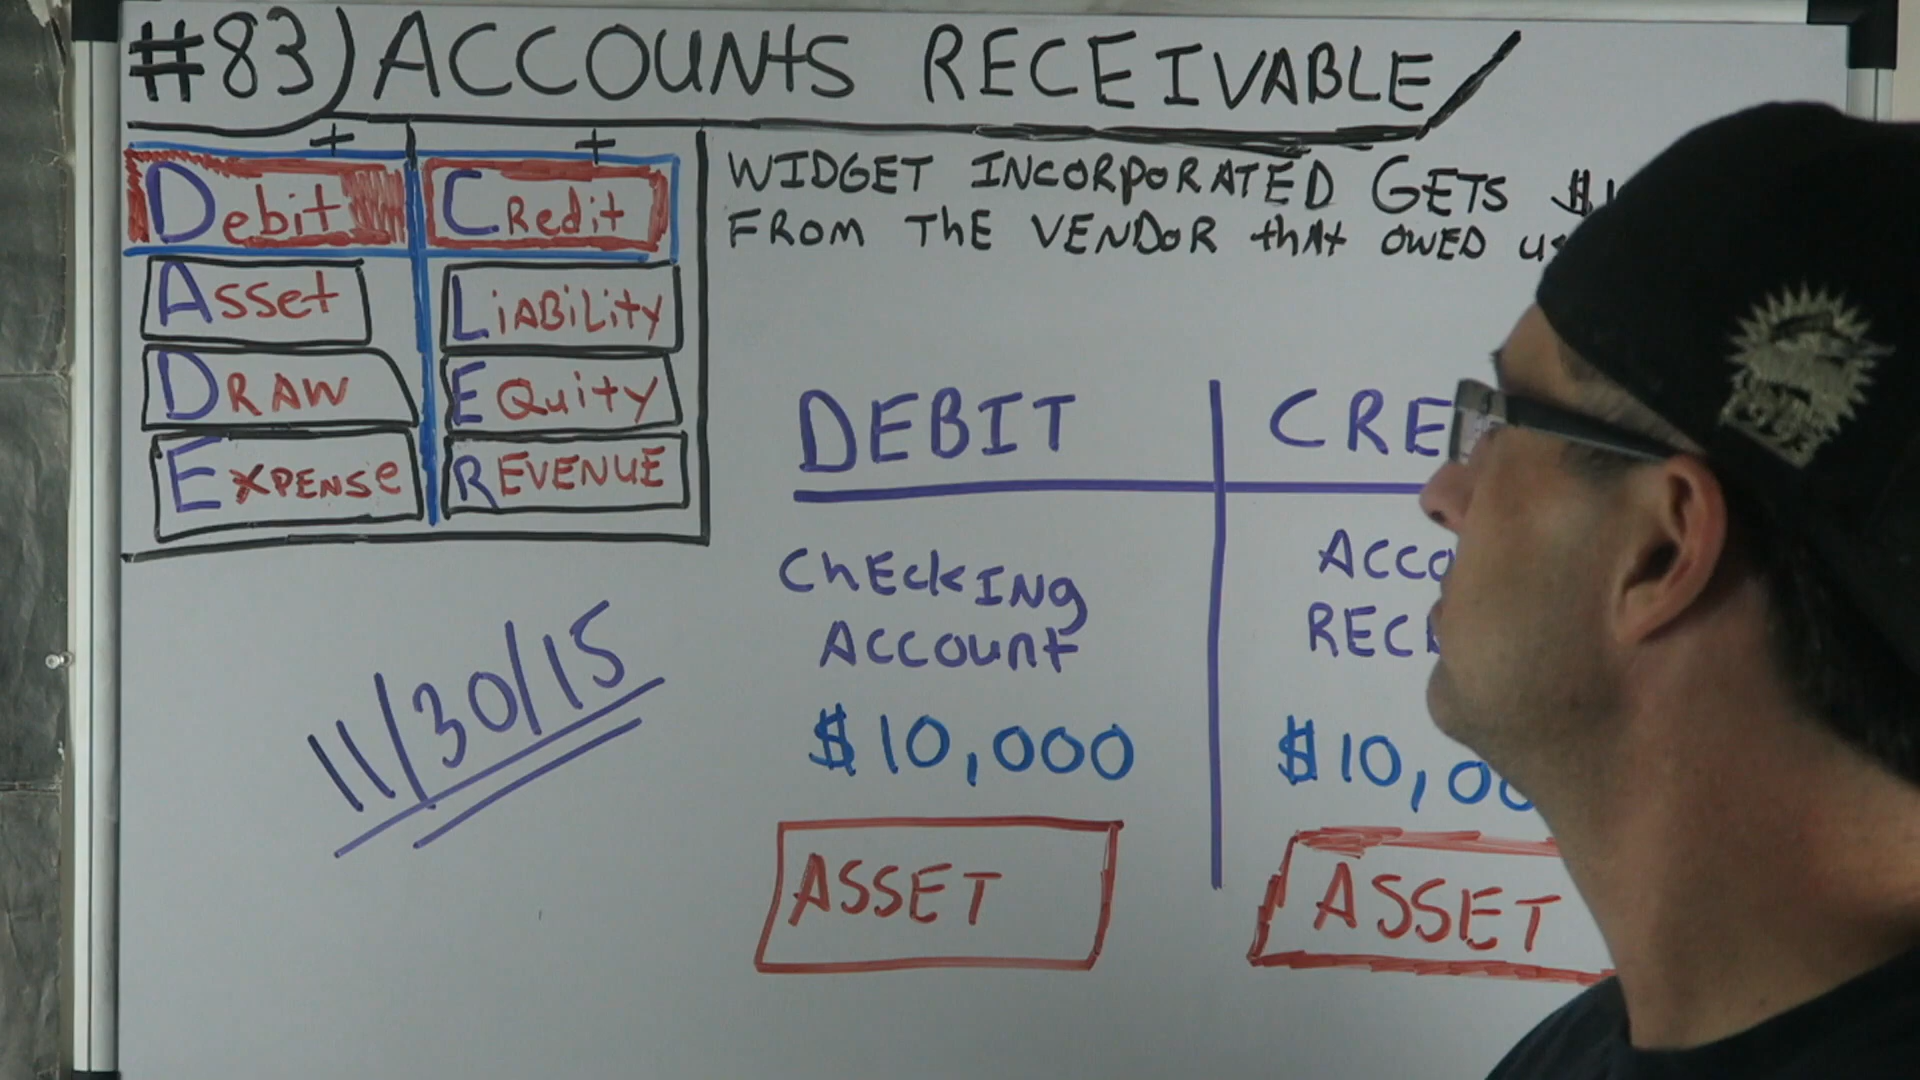 #83) ACCOUNTS RECEIVABLE
+ +
Debit Credit
Asset Liability
DRAW EQuity
Expense REVENUE
WIDGET INCORPORATED GETS
FROM ThE VENDOR thAt OWED
DEBIT
ChEckING
Account
$10,000
ASSET
ASSET
11/30/15